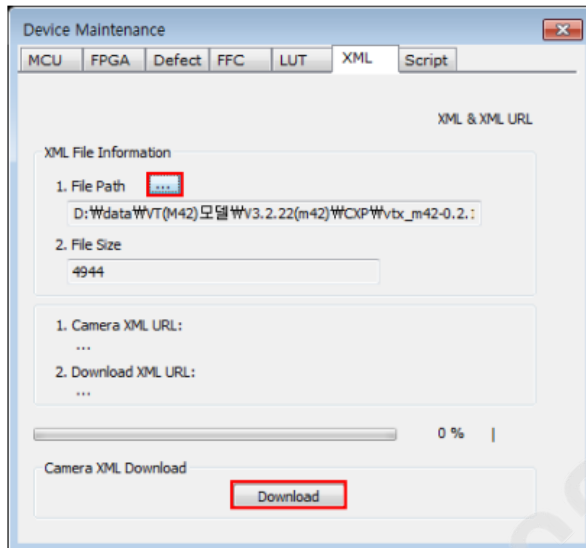 Device Maintenance
MCU FPGA Defect FFC LUT XML Script
XML & XML URL
XML File Information
1. File Path ...
D:₩data₩VT(M42)모델₩V3.2.22(m42)₩CXP₩vtx_m42-0.2.:
2. File Size
4944
1. Camera XML URL:
...
2. Download XML URL:
...
0 % |
Camera XML Download
Download